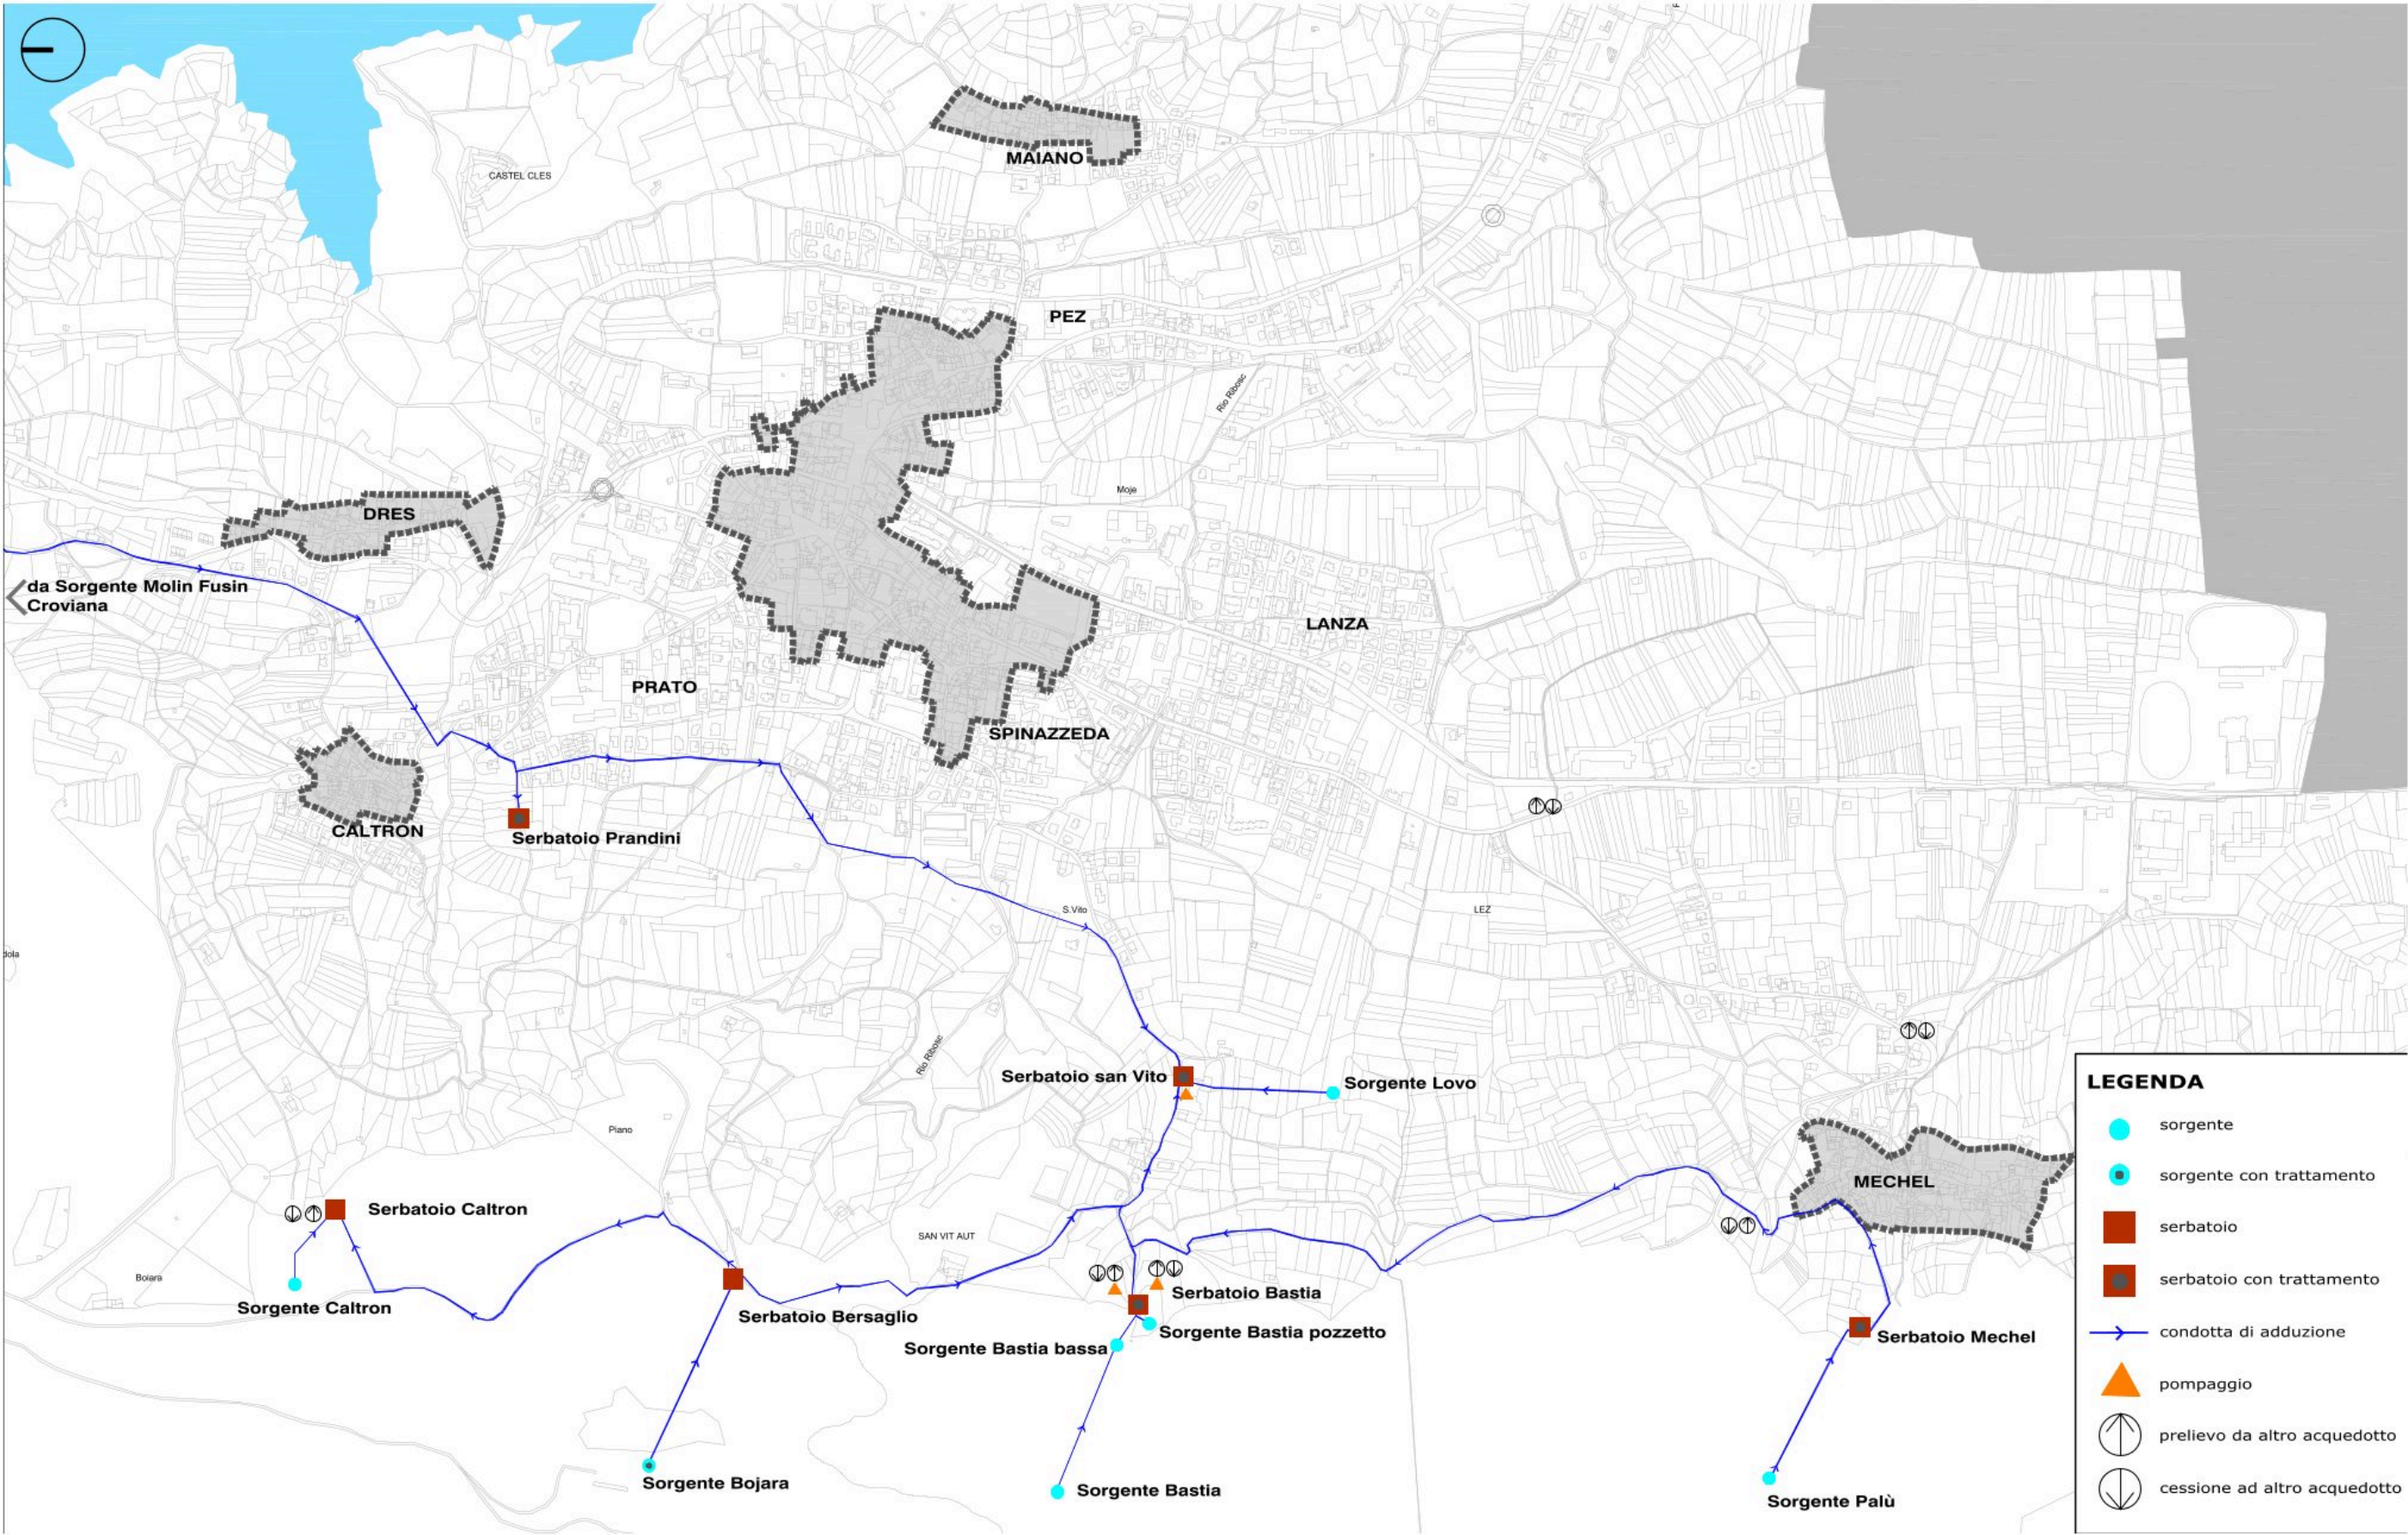 CASTEL CLES
MAIANO
PEZ
Rio Ribosc
Moje
DRES
da Sorgente Molin Fusin
Croviana
LANZA
PRATO
SPINAZZEDA
CALTRON
Serbatoio Prandini
S.Vito
LEZ
dola
Rio Ribosc
Serbatoio san Vito
Sorgente Lovo
Piano
MECHEL
Serbatoio Caltron
SAN VIT AUT
Boiara
Sorgente Caltron
Serbatoio Bersaglio
Serbatoio Bastia
Sorgente Bastia pozzetto
Sorgente Bastia bassa
Serbatoio Mechel
Sorgente Bojara
Sorgente Bastia
Sorgente Palù
LEGENDA
sorgente
sorgente con trattamento
serbatoio
serbatoio con trattamento
condotta di adduzione
pompaggio
prelievo da altro acquedotto
cessione ad altro acquedotto